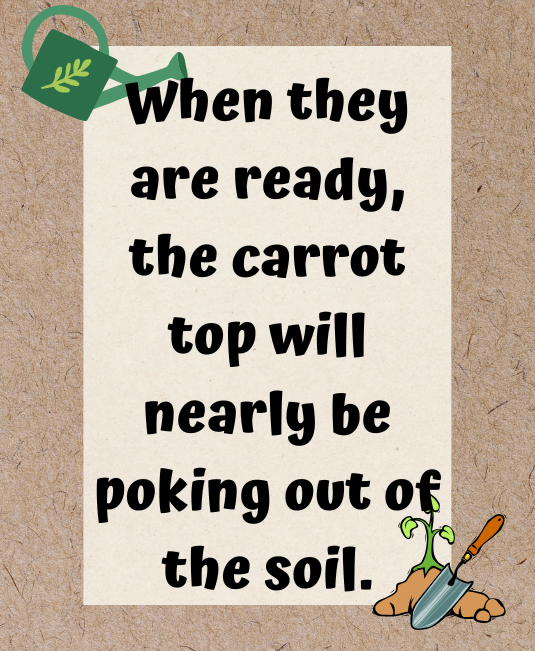 When they
are ready,
the carrot
top will
nearly be
poking out of
the soil.